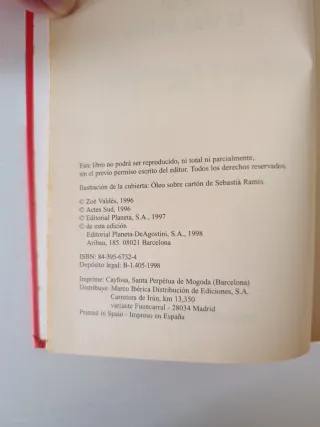 Este libro no podrá ser reproducido, ni total ni parcialmente,
sin el previo permiso escrito del editor. Todos los derechos reservados.
Ilustración de la cubierta: Óleo sobre cartón de Sebastià Ramis.
© Zoé Valdés, 1996
© Actes Sud, 1996
© Editorial Planeta, S.A., 1997
© de esta edición
Editorial Planeta-DeAgostini, S.A., 1998
Aribau, 185. 08021 Barcelona
ISBN: 84-395-6732-4
Depósito legal: B-1.405-1998
Imprime: Cayfosa, Santa Perpètua de Mogoda (Barcelona)
Distribuye: Marco Ibérica Distribución de Ediciones, S.A.
Carretera de Irún, km 13,350
variante Fuencarral - 28034 Madrid
Printed in Spain - Impreso en España